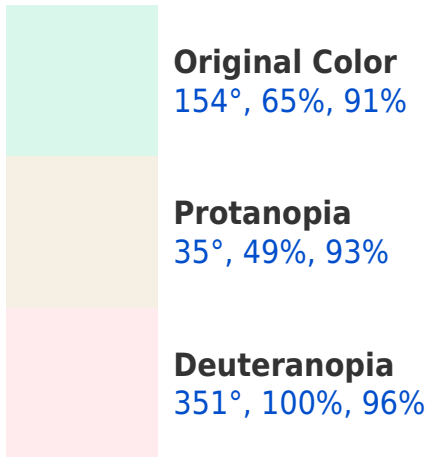 Original Color
154°, 65%, 91%
Protanopia
35°, 49%, 93%
Deuteranopia
351°, 100%, 96%